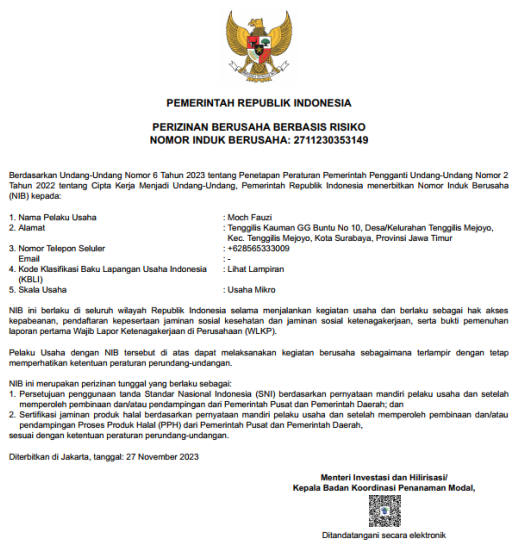 PEMERINTAH REPUBLIK INDONESIA
PERIZINAN BERUSAHA BERBASIS RISIKO
NOMOR INDUK BERUSAHA: 2711230353149
Berdasarkan Undang-Undang Nomor 6 Tahun 2023 tentang Penetapan Peraturan Pemerintah Pengganti Undang-Undang Nomor 2
Tahun 2022 tentang Cipta Kerja Menjadi Undang-Undang, Pemerintah Republik Indonesia menerbitkan Nomor Induk Berusaha
(NIB) kepada:
1. Nama Pelaku Usaha : Moch Fauzi
2. Alamat : Tenggilis Kauman GG Buntu No 10, Desa/Kelurahan Tenggilis Mejoyo,
Kec. Tenggilis Mejoyo, Kota Surabaya, Provinsi Jawa Timur
3. Nomor Telepon Seluler : +628565333009
Email : -
4. Kode Klasifikasi Baku Lapangan Usaha Indonesia : Lihat Lampiran
(KBLI)
5. Skala Usaha : Usaha Mikro
NIB ini berlaku di seluruh wilayah Republik Indonesia selama menjalankan kegiatan usaha dan berlaku sebagai hak akses
kepabeanan, pendaftaran kepesertaan jaminan sosial kesehatan dan jaminan sosial ketenagakerjaan, serta bukti pemenuhan
laporan pertama Wajib Lapor Ketenagakerjaan di Perusahaan (WLKP).
Pelaku Usaha dengan NIB tersebut di atas dapat melaksanakan kegiatan berusaha sebagaimana terlampir dengan tetap
memperhatikan ketentuan peraturan perundang-undangan.
NIB ini merupakan perizinan tunggal yang berlaku sebagai:
1. Persetujuan penggunaan tanda Standar Nasional Indonesia (SNI) berdasarkan pernyataan mandiri pelaku usaha dan setelah
memperoleh pembinaan dan/atau pendampingan dari Pemerintah Pusat dan Pemerintah Daerah; dan
2. Sertifikasi jaminan produk halal berdasarkan pernyataan mandiri pelaku usaha dan setelah memperoleh pembinaan dan/atau
pendampingan Proses Produk Halal (PPH) dari Pemerintah Pusat dan Pemerintah Daerah,
sesuai dengan ketentuan peraturan perundang-undangan.
Diterbitkan di Jakarta, tanggal: 27 November 2023
Menteri Investasi dan Hilirisasi/
Kepala Badan Koordinasi Penanaman Modal,
Ditandatangani secara elektronik